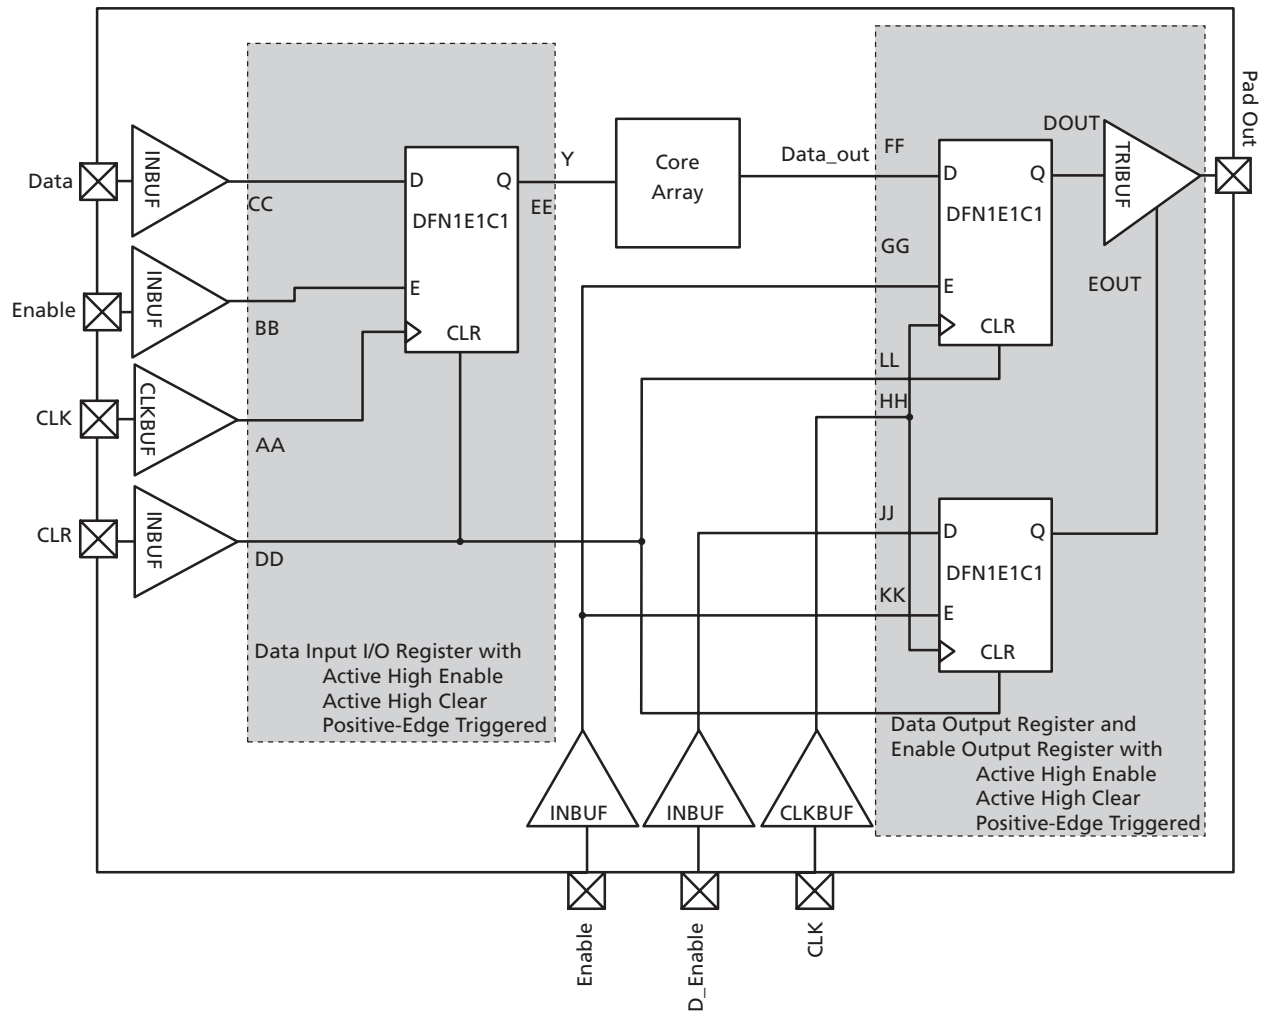 Pad Out
DOUT
Data
INBUF
CC
D
Q
DFN1E1C1
E
CLR
Y
EE
Core
Array
Data_out
FF
D
Q
DFN1E1C1
GG
E
CLR
TRIBUF
EOUT
Enable
INBUF
BB
CLK
CLKBUF
AA
LL
HH
CLR
INBUF
DD
JJ
D
Q
DFN1E1C1
KK
E
CLR
Data Input I/O Register with
Active High Enable
Active High Clear
Positive-Edge Triggered
Data Output Register and
Enable Output Register with
Active High Enable
Active High Clear
Positive-Edge Triggered
INBUF
INBUF
CLKBUF
Enable
D_Enable
CLK